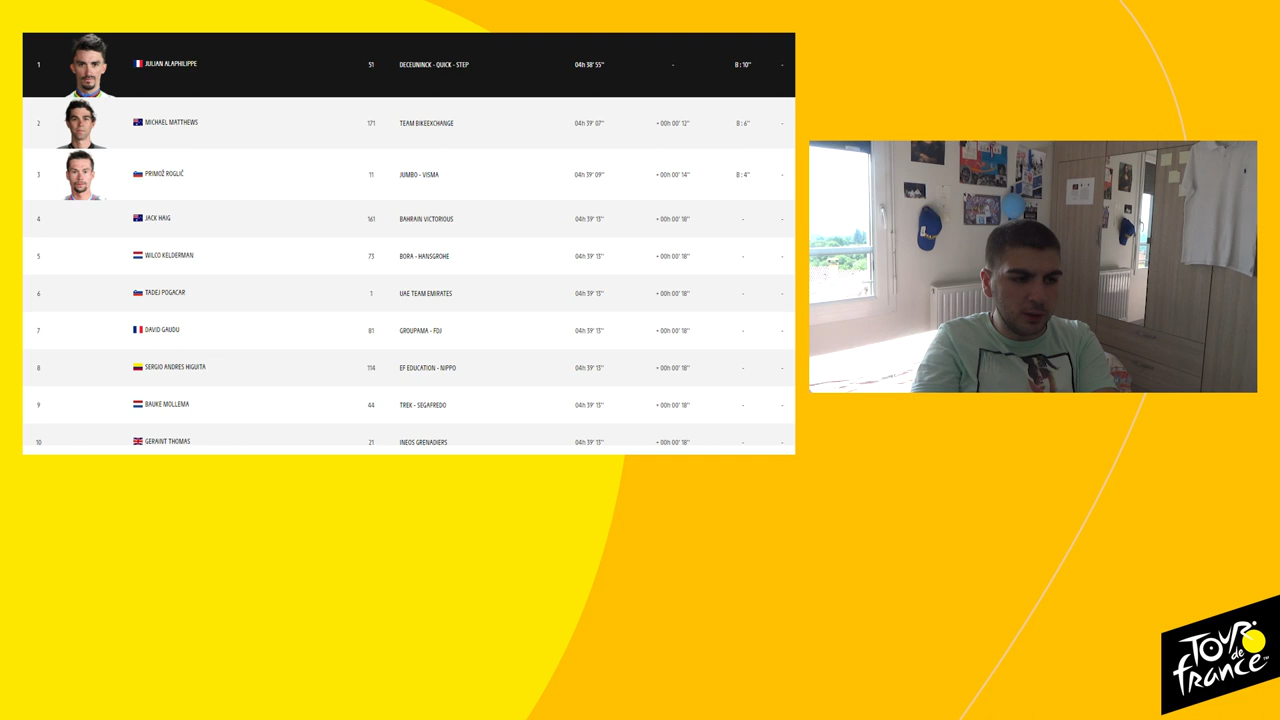 1 JULIAN ALAPHILIPPE 51 DECEUNINCK - QUICK - STEP 04h 38' 55'' - B : 10'' -
2 MICHAEL MATTHEWS 171 TEAM BIKEEXCHANGE 04h 39' 07'' + 00h 00' 12'' B : 6'' -
3 PRIMOŽ ROGLIČ 11 JUMBO - VISMA 04h 39' 09'' + 00h 00' 14'' B : 4'' -
4 JACK HAIG 161 BAHRAIN VICTORIOUS 04h 39' 13'' + 00h 00' 18'' - -
5 WILCO KELDERMAN 73 BORA - HANSGROHE 04h 39' 13'' + 00h 00' 18'' - -
6 TADEJ POGACAR 1 UAE TEAM EMIRATES 04h 39' 13'' + 00h 00' 18'' - -
7 DAVID GAUDU 81 GROUPAMA - FDJ 04h 39' 13'' + 00h 00' 18'' - -
8 SERGIO ANDRES HIGUITA 114 EF EDUCATION - NIPPO 04h 39' 13'' + 00h 00' 18'' - -
9 BAUKE MOLLEMA 44 TREK - SEGAFREDO 04h 39' 13'' + 00h 00' 18'' - -
10 GERAINT THOMAS 21 INEOS GRENADIERS 04h 39' 13'' + 00h 00' 18'' - -
TOUR
de
france